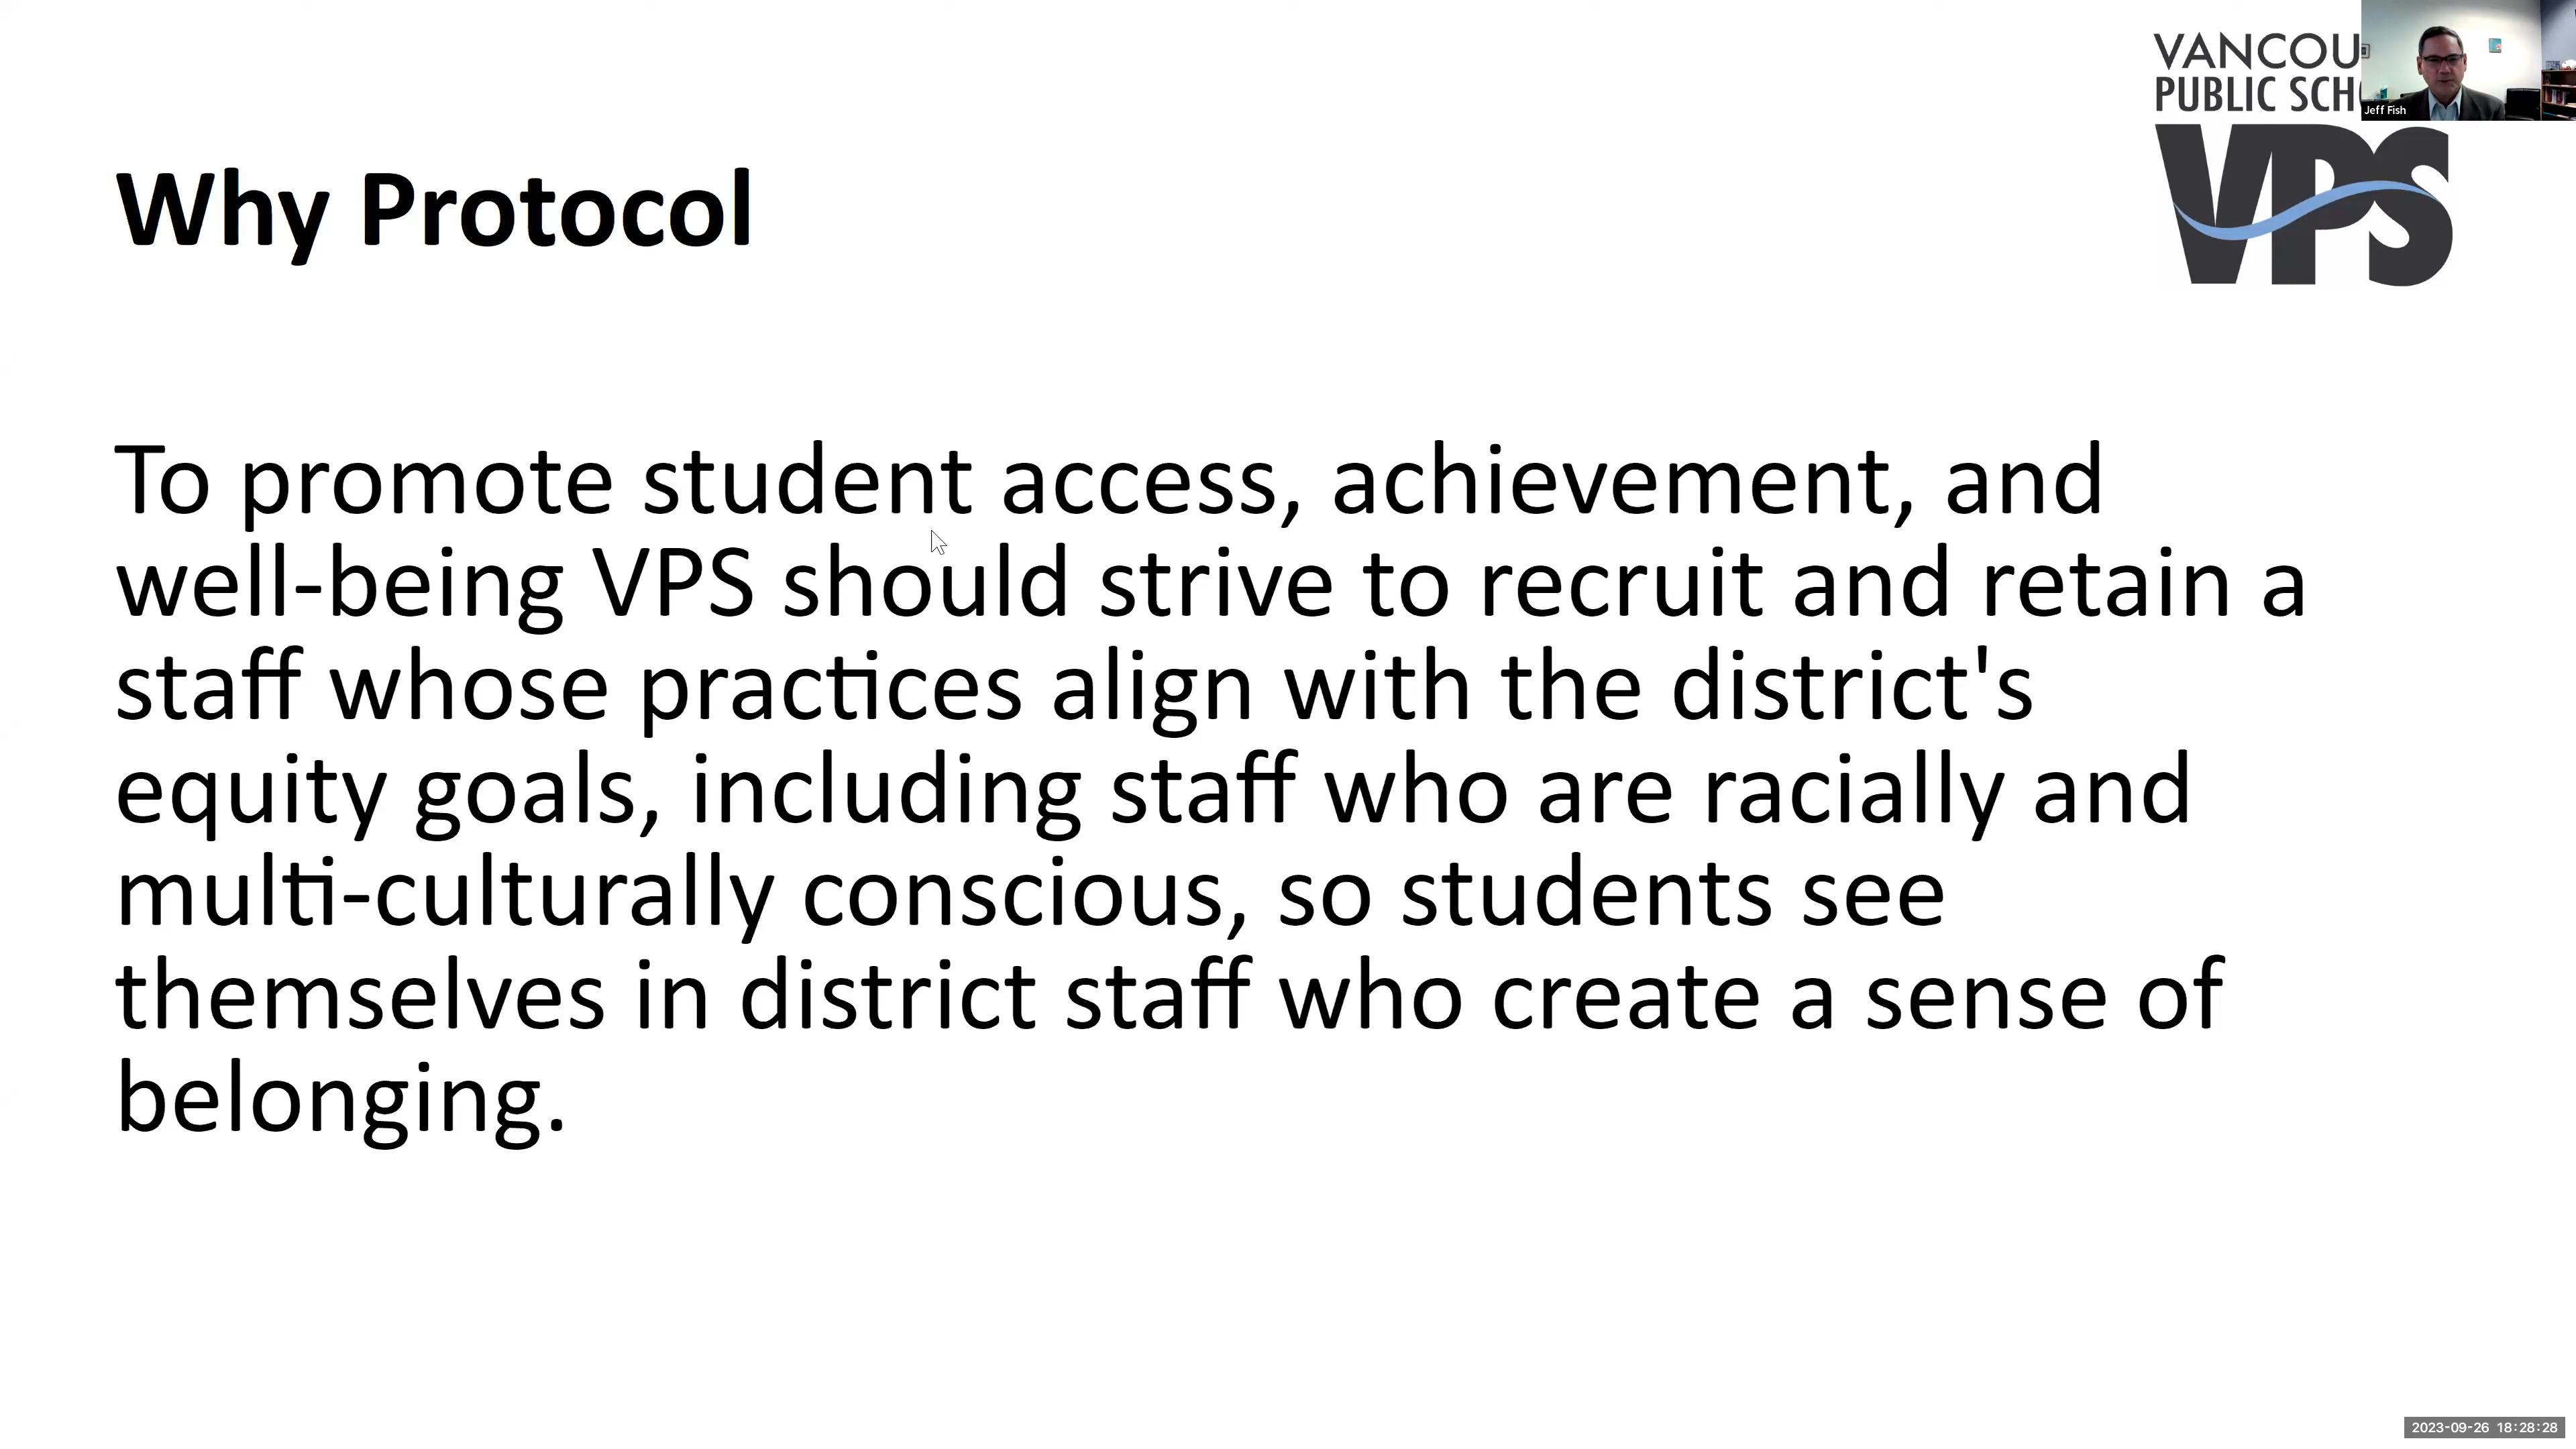 VANCOU
PUBLIC SCH
Jeff Fish
VPS
Why Protocol
To promote student access, achievement, and
well-being VPS should strive to recruit and retain a
staff whose practices align with the district's
equity goals, including staff who are racially and
multi-culturally conscious, so students see
themselves in district staff who create a sense of
belonging.
2023-09-26 18:28:28